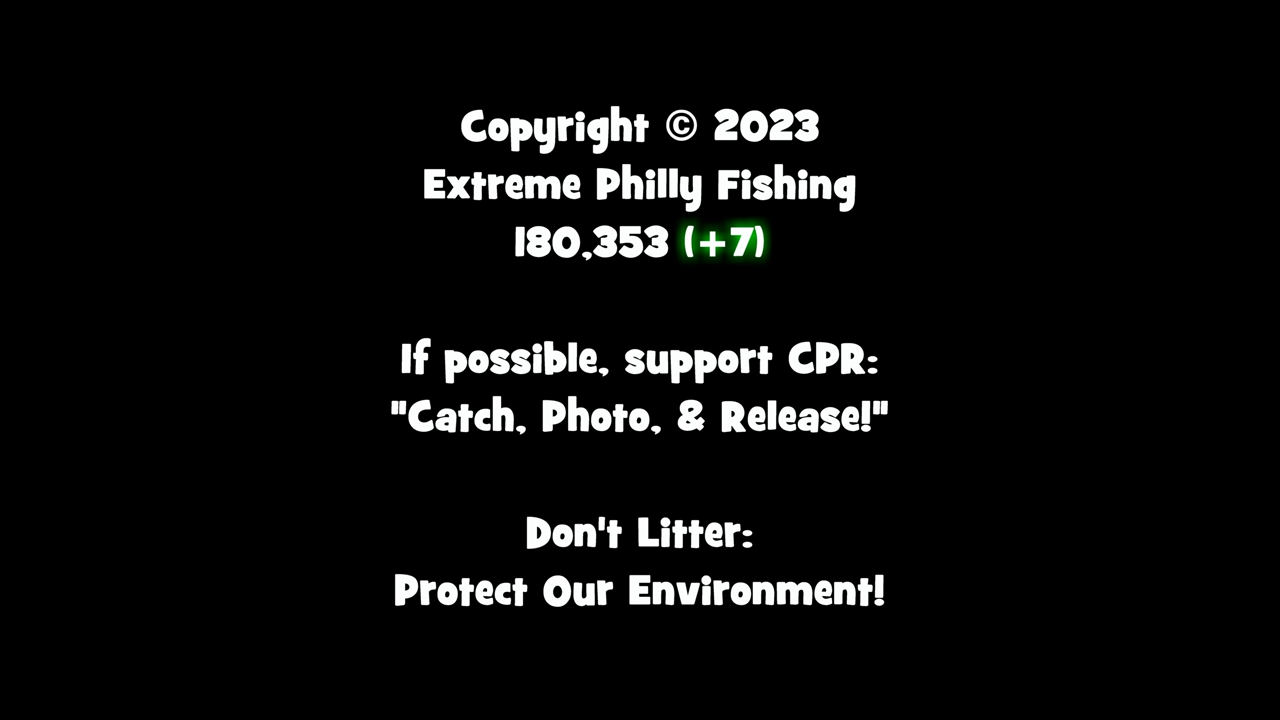 Copyright © 2023
Extreme Philly Fishing
180,353 (+7)
If possible, support CPR:
"Catch, Photo, & Release!"
Don't Litter:
Protect Our Environment!